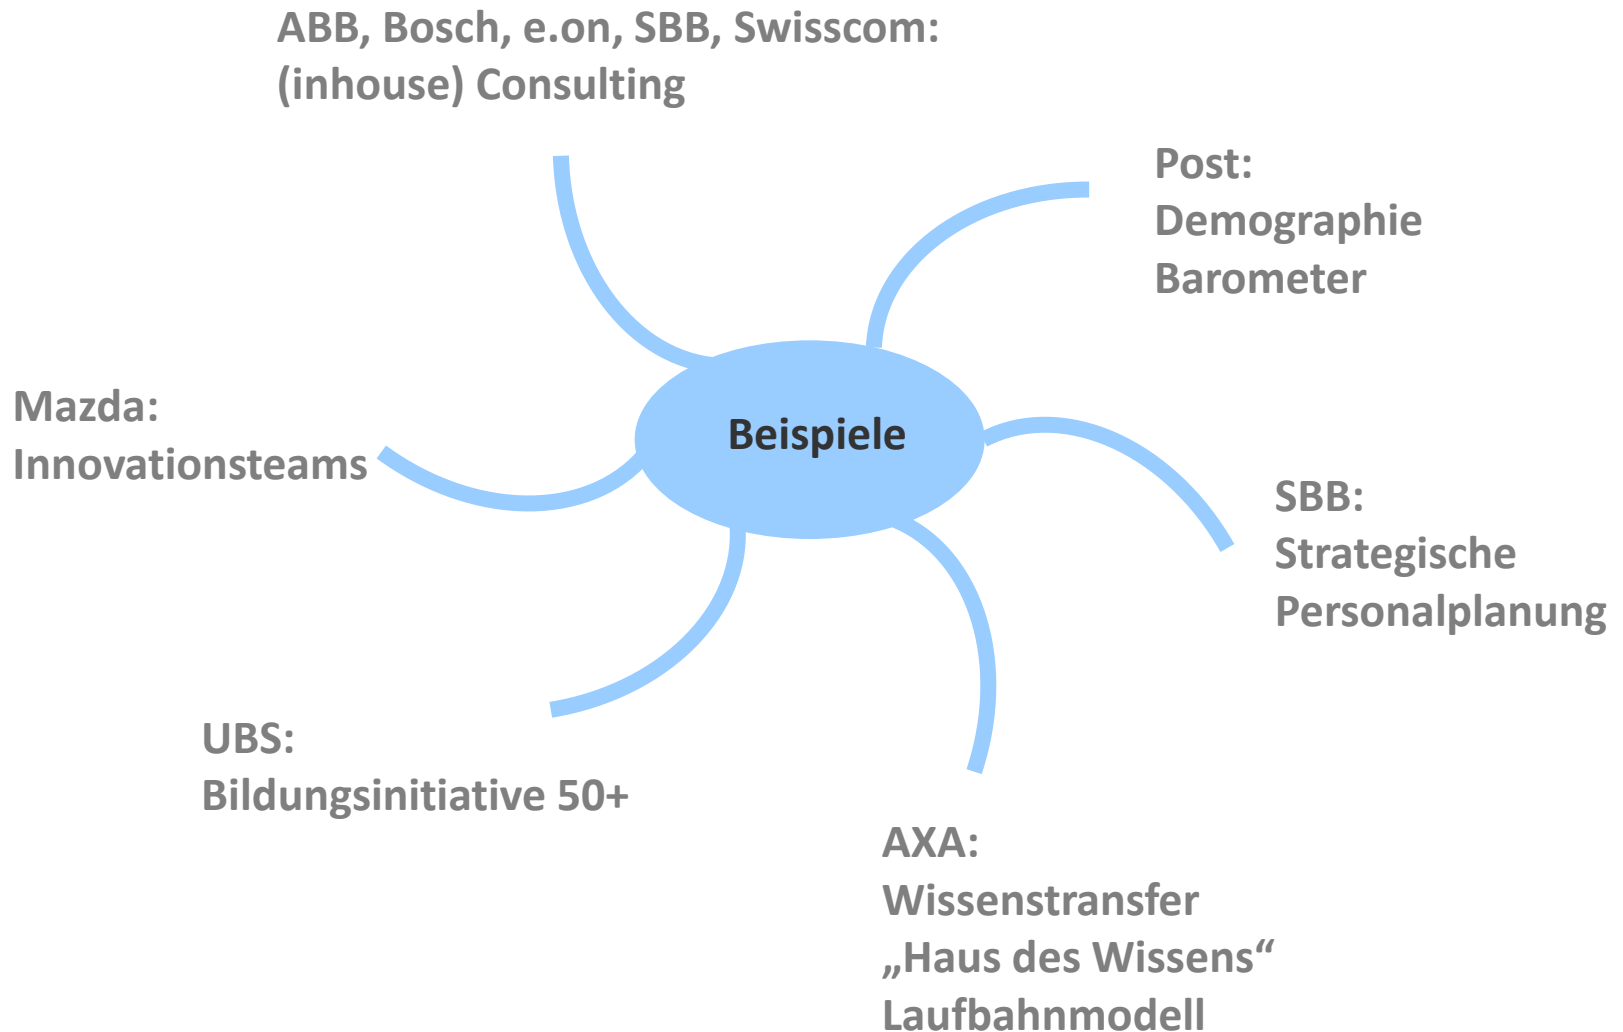 ABB, Bosch, e.on, SBB, Swisscom:
(inhouse) Consulting
Post:
Demographie
Barometer
Mazda:
Innovationsteams
Beispiele
SBB:
Strategische
Personalplanung
UBS:
Bildungsinitiative 50+
AXA:
Wissenstransfer
„Haus des Wissens“
Laufbahnmodell